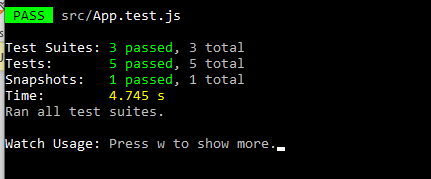 PASS src/App.test.js
Test Suites: 3 passed, 3 total
Tests: 5 passed, 5 total
Snapshots: 1 passed, 1 total
Time: 4.745 s
Ran all test suites.
Watch Usage: Press w to show more.